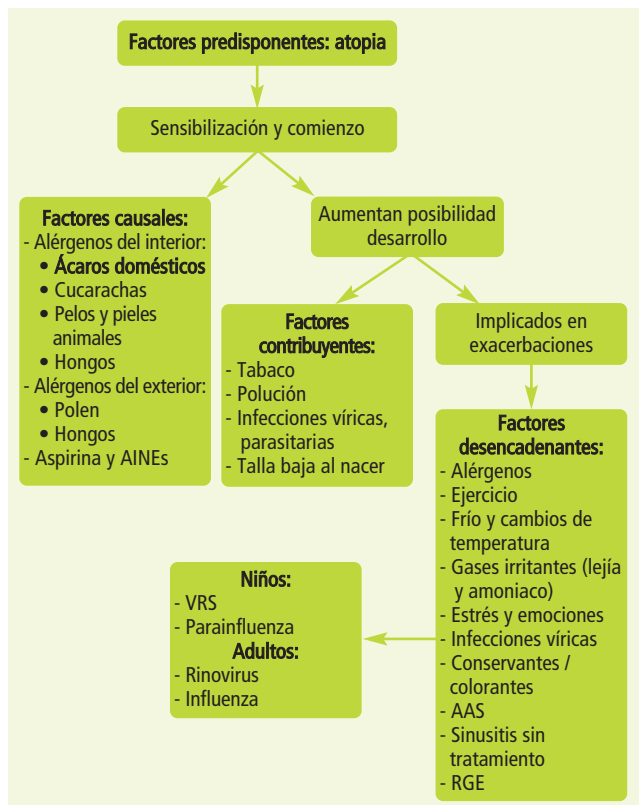 Factores predisponentes: atopia
Sensibilización y comienzo
Factores causales:
- Alérgenos del interior:
• Ácaros domésticos
• Cucarachas
• Pelos y pieles
animales
• Hongos
- Alérgenos del exterior:
• Polen
• Hongos
- Aspirina y AINEs
Aumentan posibilidad
desarrollo
Factores
contribuyentes:
- Tabaco
- Polución
- Infecciones víricas,
parasitarias
- Talla baja al nacer
Implicados en
exacerbaciones
Factores
desencadenantes:
- Alérgenos
- Ejercicio
- Frío y cambios de
temperatura
- Gases irritantes (lejía
y amoniaco)
- Estrés y emociones
- Infecciones víricas
- Conservantes /
colorantes
- AAS
- Sinusitis sin
tratamiento
- RGE
Niños:
- VRS
- Parainfluenza
Adultos:
- Rinovirus
- Influenza